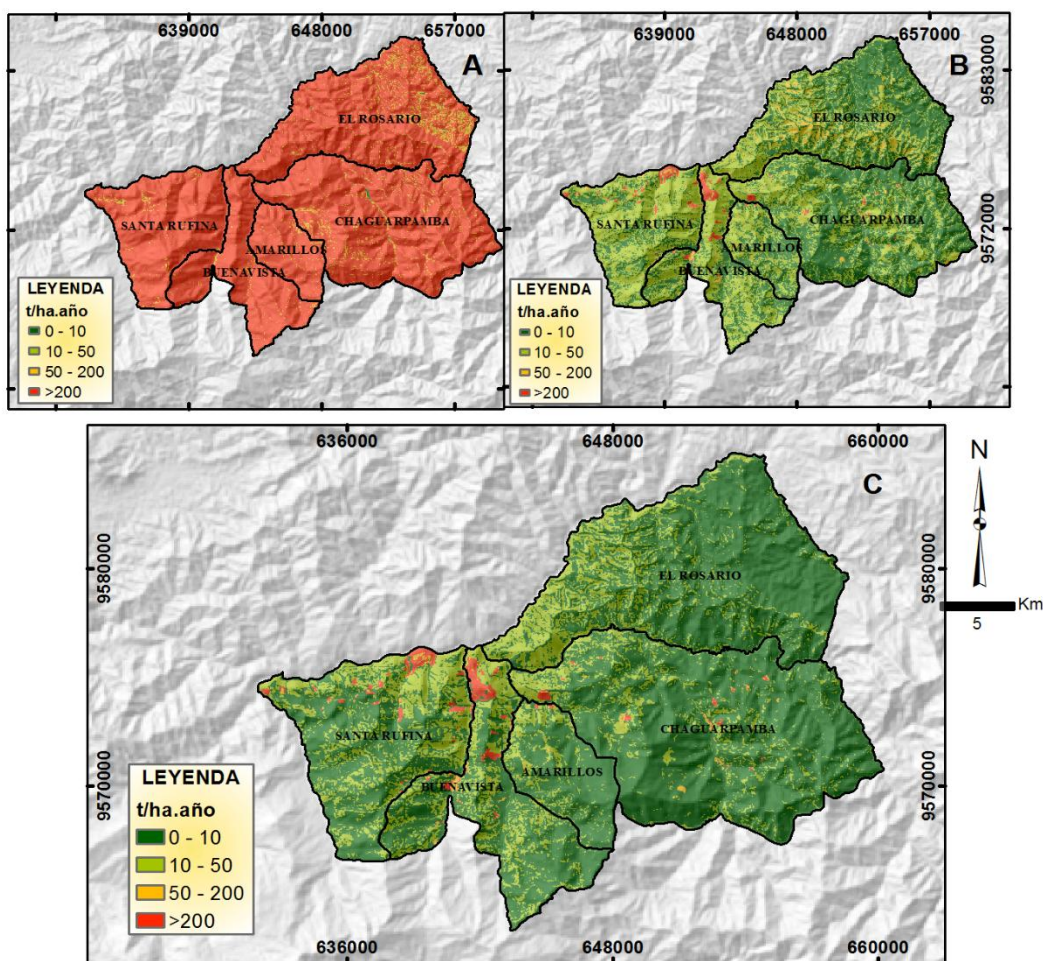 639000 648000 657000
A
EL ROSARIO
SANTA RUFINA
CHAGUARPAMBA
AMARILLOS
BUENAVISTA
LEYENDA
t/ha.año
0 - 10
10 - 50
50 - 200
>200
639000 648000 657000
B
9583000
EL ROSARIO
9572000
SANTA RUFINA
CHAGUARPAMBA
AMARILLOS
BUENAVISTA
LEYENDA
t/ha.año
0 - 10
10 - 50
50 - 200
>200
636000 648000 660000
C
N
9580000
EL ROSARIO
9580000
Km
5
SANTA RUFINA
CHAGUARPAMBA
AMARILLOS
BUENAVISTA
9570000
9570000
LEYENDA
t/ha.año
0 - 10
10 - 50
50 - 200
>200
636000 648000 660000